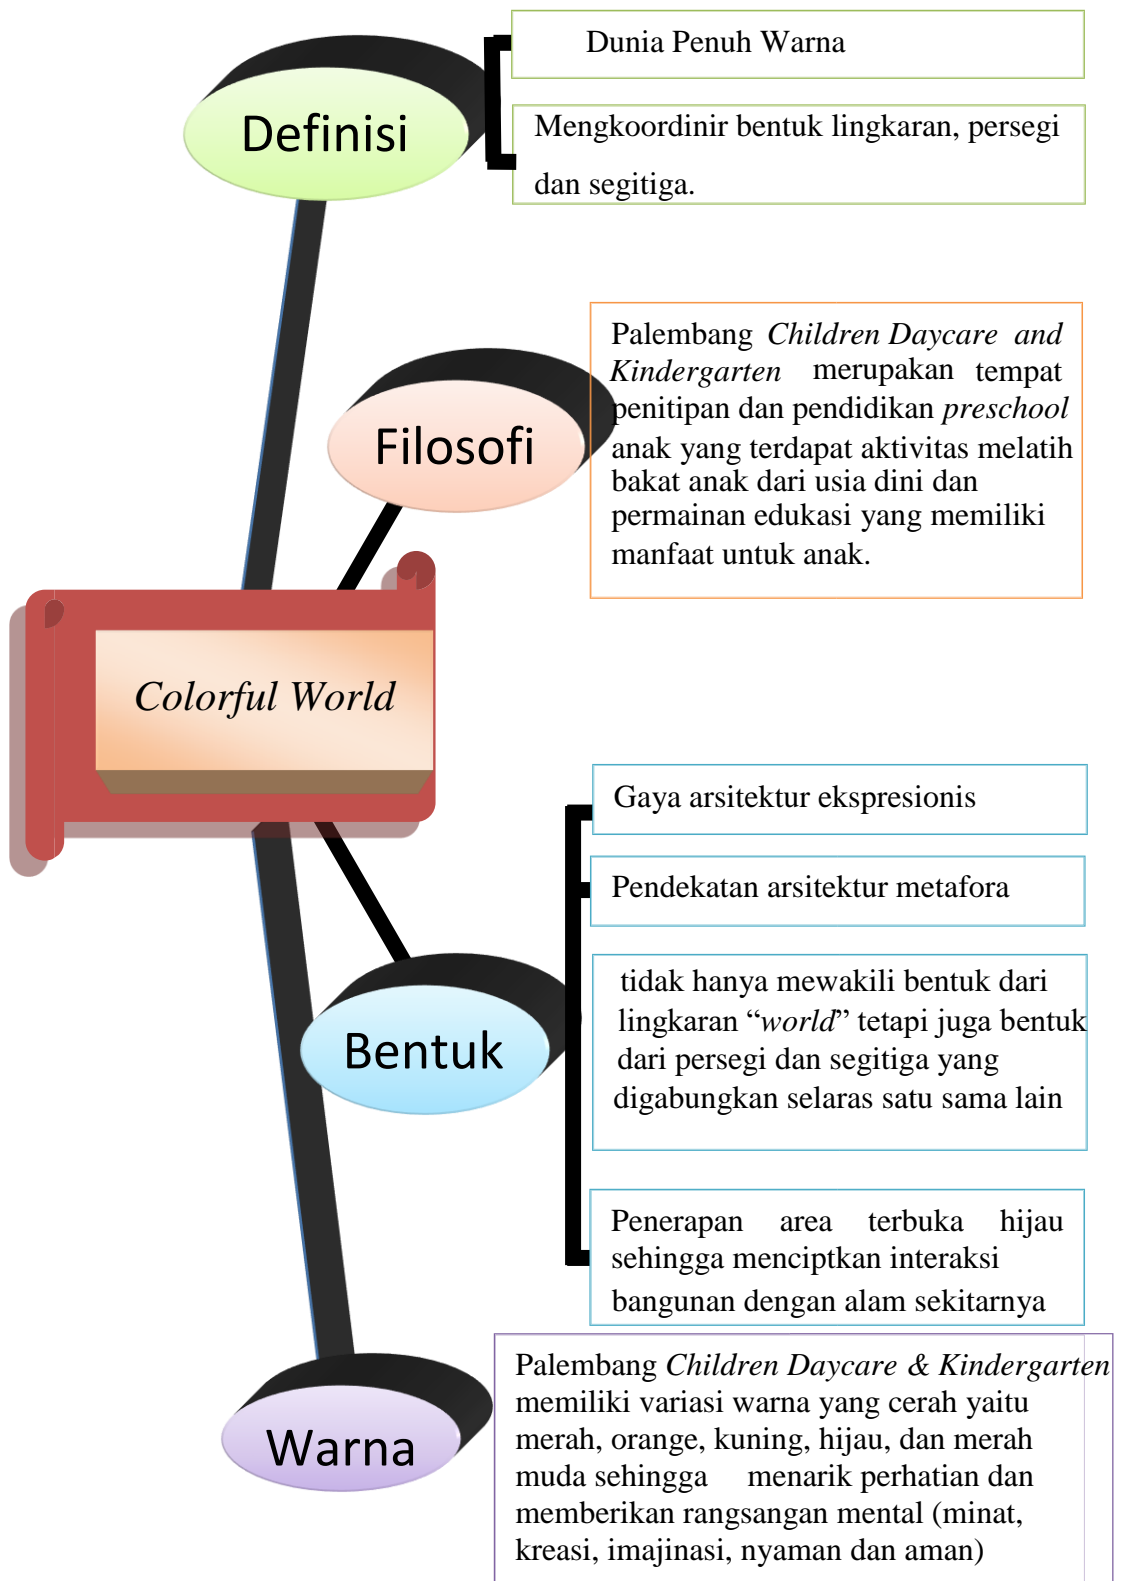 Definisi
Dunia Penuh Warna
Mengkoordinir bentuk lingkaran, persegi
dan segitiga.
Filosofi
Palembang Children Daycare and
Kindergarten merupakan tempat
penitipan dan pendidikan preschool
anak yang terdapat aktivitas melatih
bakat anak dari usia dini dan
permainan edukasi yang memiliki
manfaat untuk anak.
Colorful World
Bentuk
Gaya arsitektur ekspresionis
Pendekatan arsitektur metafora
tidak hanya mewakili bentuk dari
lingkaran “world” tetapi juga bentuk
dari persegi dan segitiga yang
digabungkan selaras satu sama lain
Penerapan area terbuka hijau
sehingga menciptkan interaksi
bangunan dengan alam sekitarnya
Warna
Palembang Children Daycare & Kindergarten
memiliki variasi warna yang cerah yaitu
merah, orange, kuning, hijau, dan merah
muda sehingga menarik perhatian dan
memberikan rangsangan mental (minat,
kreasi, imajinasi, nyaman dan aman)